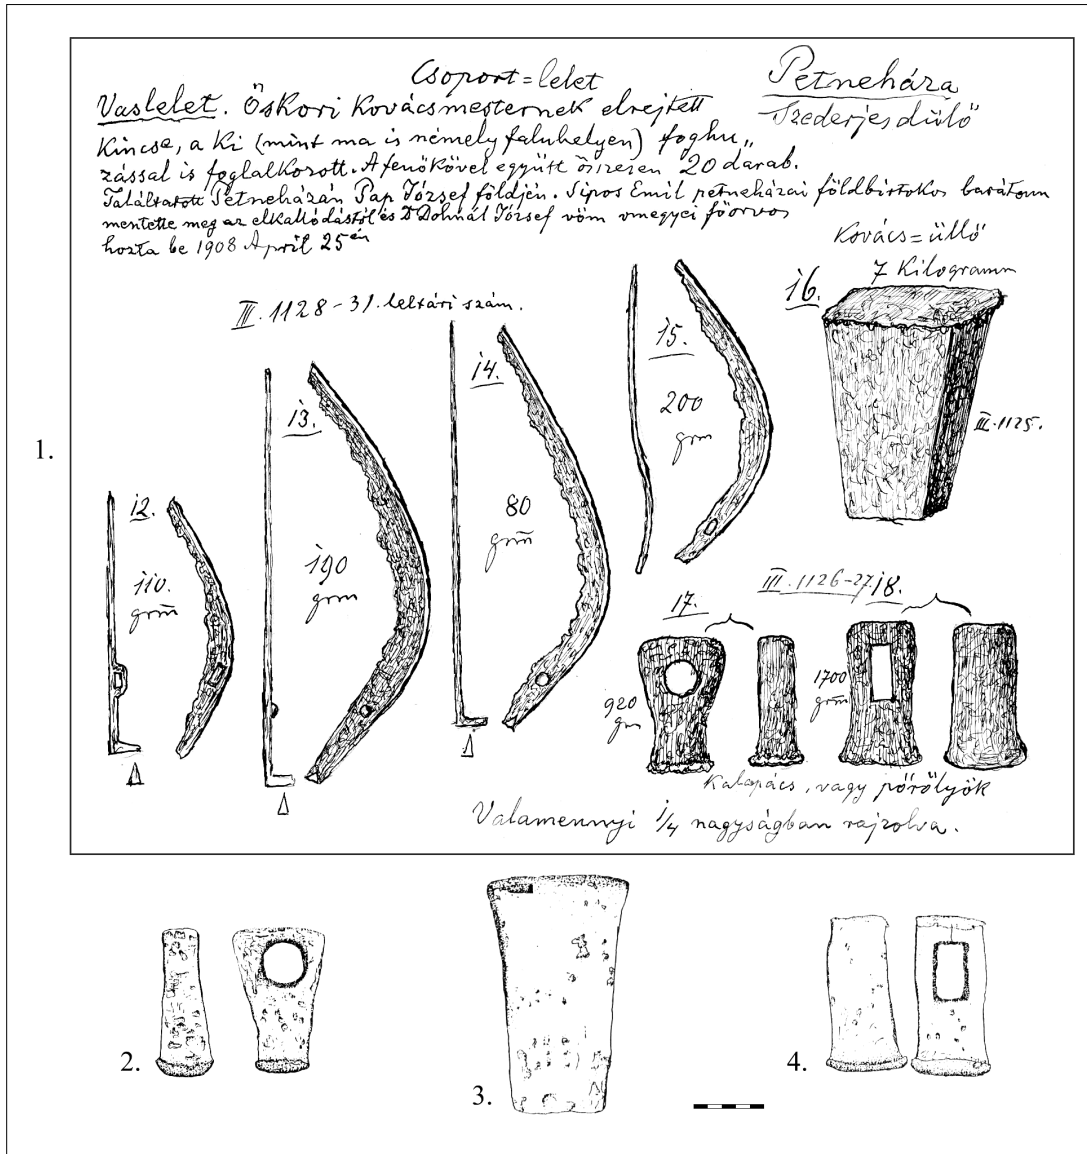 Csoport=lelet
Petneháza
Szederjes dűlő
Vaslelet. Őskori Kovácsmesternek elrejtett
Kincse, a Ki (mint ma is némely faluhelyen) foghu„
zással is foglalkozott. A fenőkövel együtt összesen 20 darab.
Találtatott Petneházán Pap József földjén. Sipos Emil petneházai földbirtokos barátom
mentette meg az elkallódástól és Dr Dohnál József vöm vmegyei főorvos
hozta be 1908 April 25én
Kovács=üllő
7 Kilogramm
III. 1128-31. leltári szám.
16.
15.
200
grm
III. 1125.
14.
80
grm̄
13.
190
grm
12.
110.
grm̄
1.
III. 1126-27.
17.
18.
920
grm
1700
grm̄
Kalapács, vagy pőrőlyők
Valamennyi 1/4 nagyságban rajzolva.
2.
3.
4.